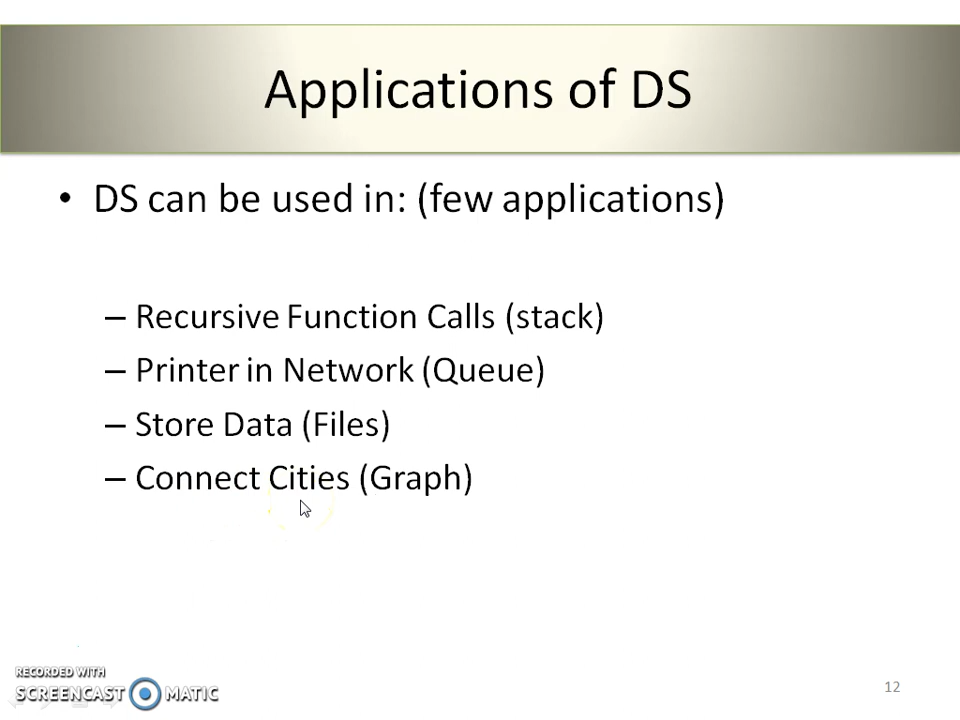 Applications of DS
• DS can be used in: (few applications)
– Recursive Function Calls (stack)
– Printer in Network (Queue)
– Store Data (Files)
– Connect Cities (Graph)
RECORDED WITH
SCREENCAST MATIC
12